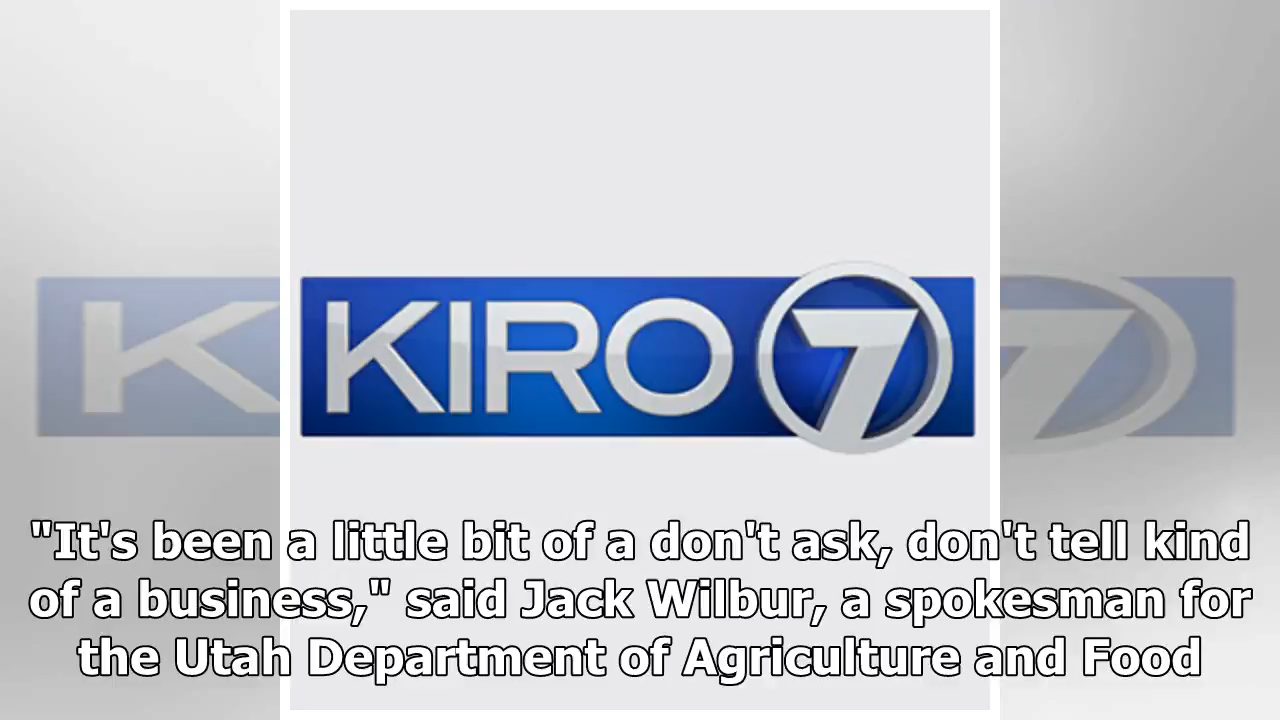 KIRO 7
"It's been a little bit of a don't ask, don't tell kind
of a business," said Jack Wilbur, a spokesman for
the Utah Department of Agriculture and Food